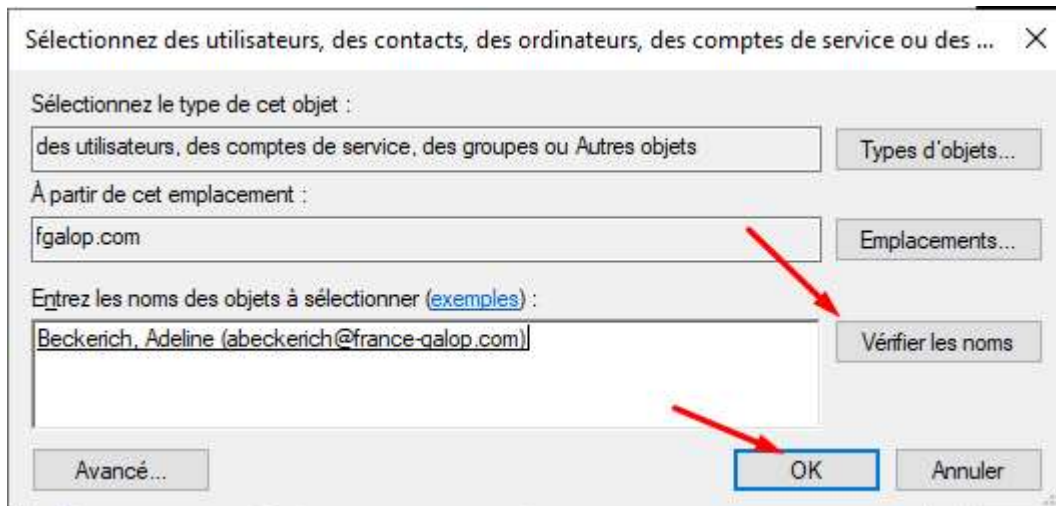 Sélectionnez des utilisateurs, des contacts, des ordinateurs, des comptes de service ou des ...
Sélectionnez le type de cet objet :
des utilisateurs, des comptes de service, des groupes ou Autres objets
Types d'objets...
À partir de cet emplacement :
fgalop.com
Emplacements...
Entrez les noms des objets à sélectionner (exemples) :
Beckerich, Adeline (abeckerich@france-galop.com)
Vérifier les noms
Avancé...
OK
Annuler